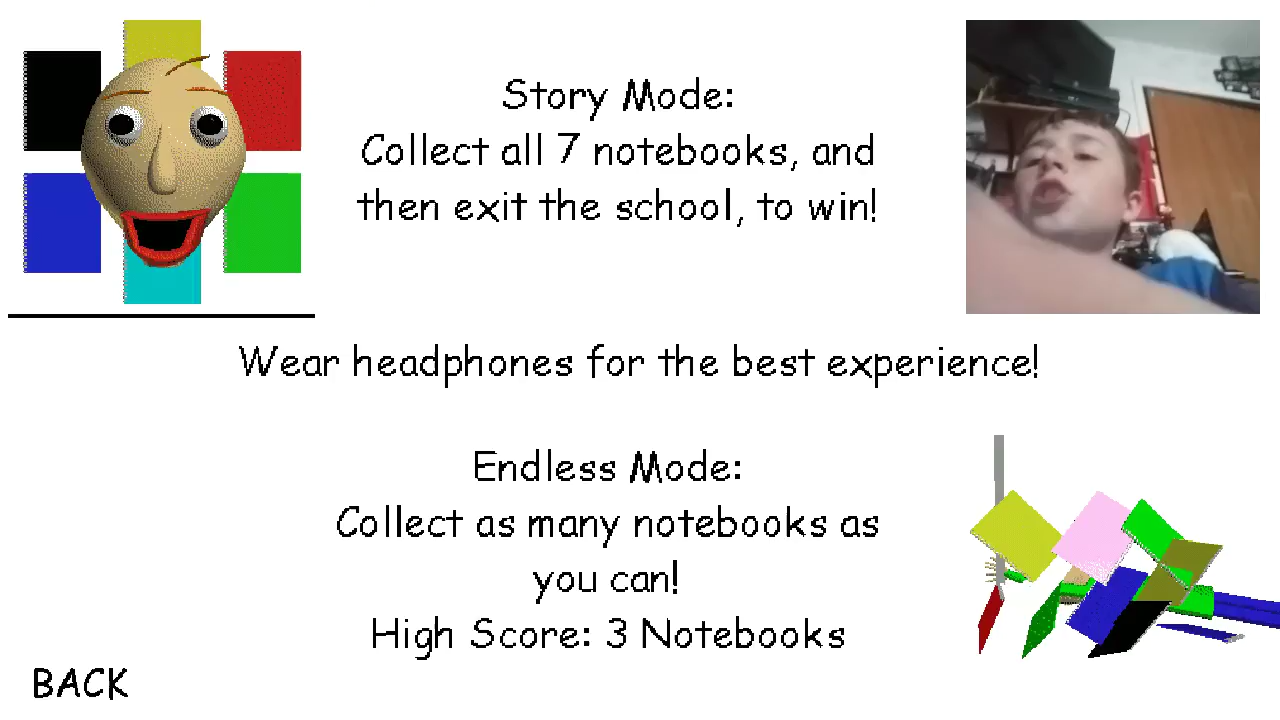 Story Mode:
Collect all 7 notebooks, and
then exit the school, to win!
Wear headphones for the best experience!
Endless Mode:
Collect as many notebooks as
you can!
High Score: 3 Notebooks
BACK